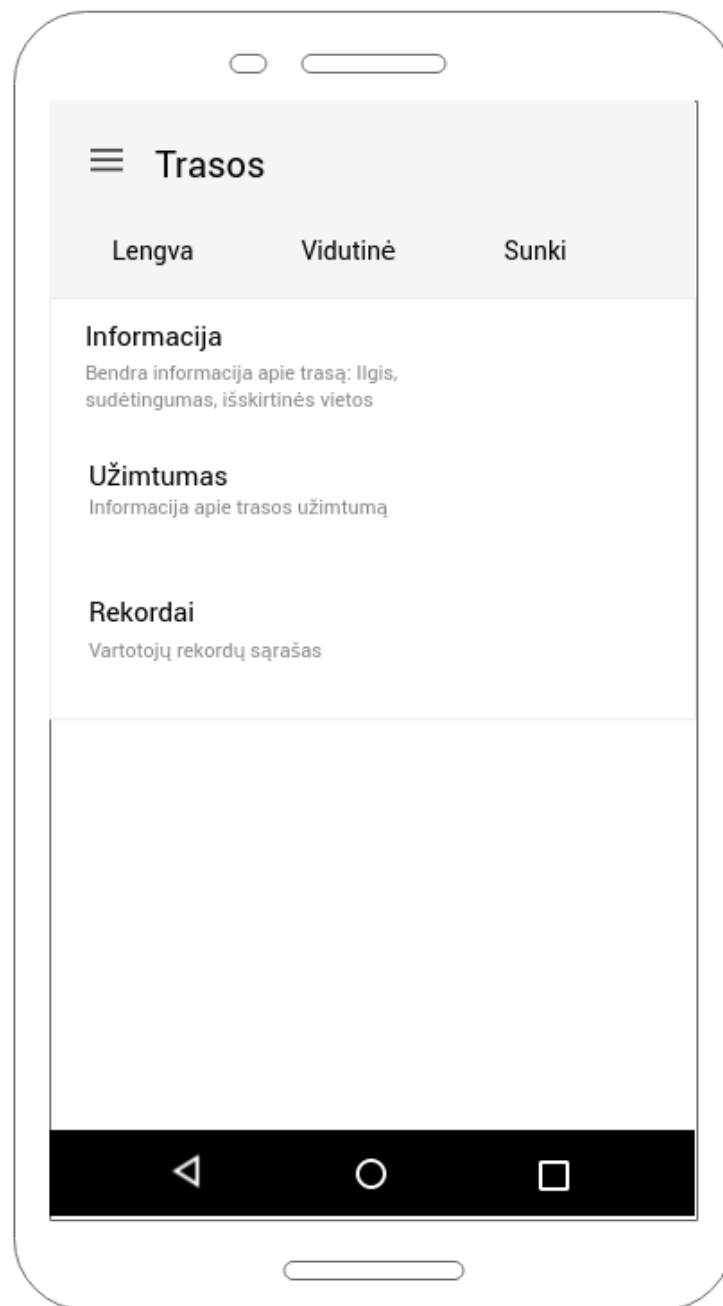 Trasos
Lengva Vidutinė Sunki
Informacija
Bendra informacija apie trasą: Ilgis,
sudėtingumas, išskirtinės vietos
Užimtumas
Informacija apie trasos užimtumą
Rekordai
Vartotojų rekordų sąrašas